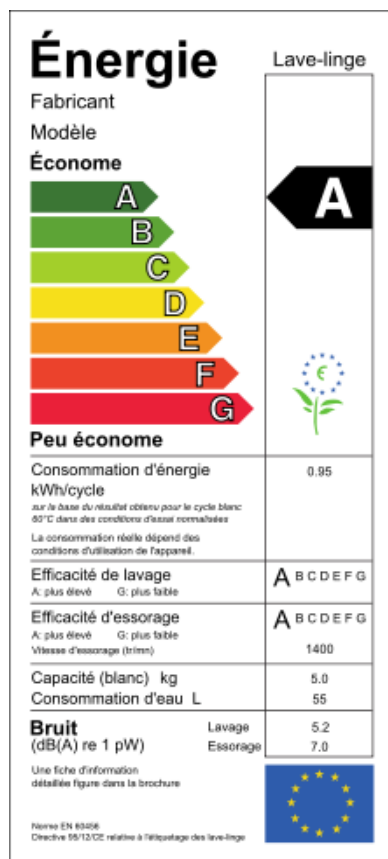 Énergie
Lave-linge
Fabricant
Modèle
Économe
A
A
B
C
D
E
F
G
Peu économe
Consommation d'énergie
0.95
kWh/cycle
sur la base du résultat obtenu pour le cycle blanc
60°C dans des conditions d'essai normalisées
La consommation réelle dépend des
conditions d'utilisation de l'appareil.
Efficacité de lavage
A B C D E F G
A: plus élevé G: plus faible
Efficacité d'essorage
A B C D E F G
A: plus élevé G: plus faible
Vitesse d'essorage (tr/mn)
1400
Capacité (blanc) kg
5.0
Consommation d'eau L
55
Bruit
Lavage
5.2
(dB(A) re 1 pW)
Essorage
7.0
Une fiche d'information
détaillée figure dans la brochure
Norme EN 60456
Directive 95/12/CE relative à l'étiquetage des lave-linge